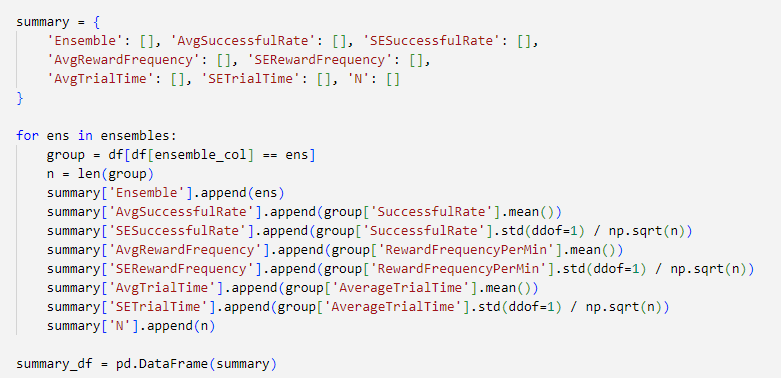 summary = {
    'Ensemble': [], 'AvgSuccessfulRate': [], 'SESuccessfulRate': [],
    'AvgRewardFrequency': [], 'SERewardFrequency': [],
    'AvgTrialTime': [], 'SETrialTime': [], 'N': []
}

for ens in ensembles:
    group = df[df[ensemble_col] == ens]
    n = len(group)
    summary['Ensemble'].append(ens)
    summary['AvgSuccessfulRate'].append(group['SuccessfulRate'].mean())
    summary['SESuccessfulRate'].append(group['SuccessfulRate'].std(ddof=1) / np.sqrt(n))
    summary['AvgRewardFrequency'].append(group['RewardFrequencyPerMin'].mean())
    summary['SERewardFrequency'].append(group['RewardFrequencyPerMin'].std(ddof=1) / np.sqrt(n))
    summary['AvgTrialTime'].append(group['AverageTrialTime'].mean())
    summary['SETrialTime'].append(group['AverageTrialTime'].std(ddof=1) / np.sqrt(n))
    summary['N'].append(n)

summary_df = pd.DataFrame(summary)